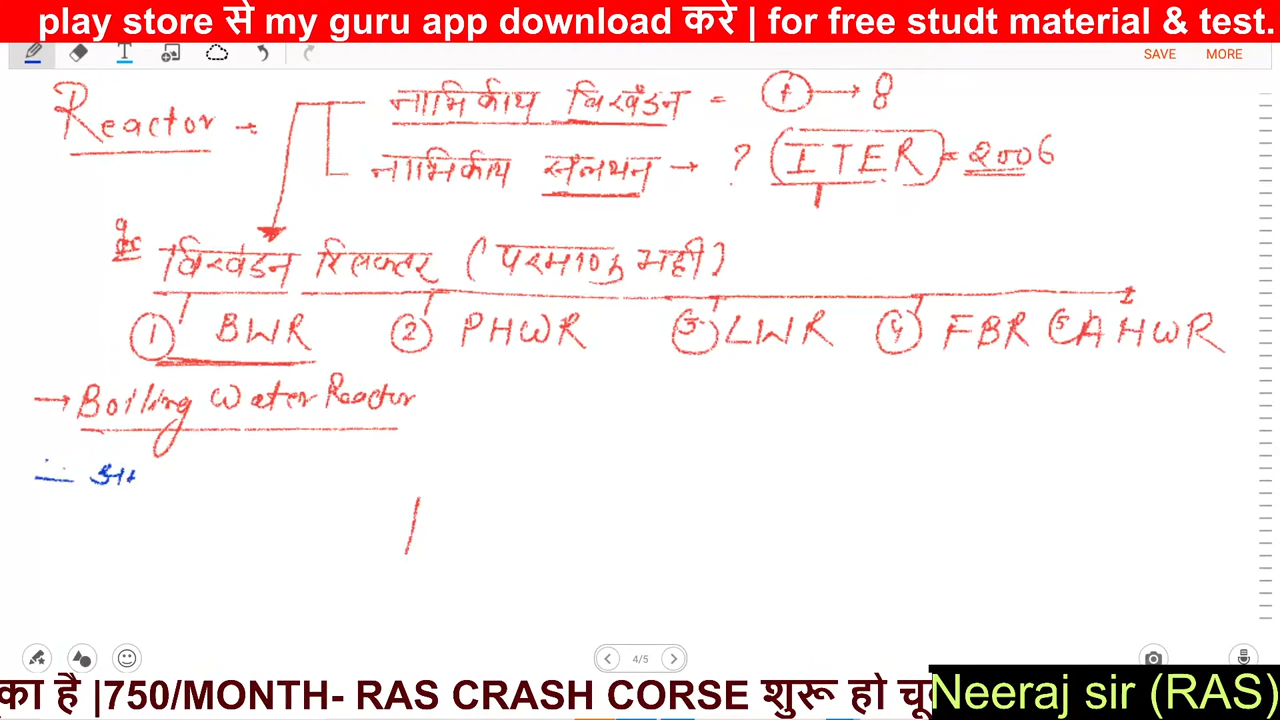 play store से my guru app download करे | for free studt material & test.
SAVE MORE
Reactor → नाभिकीय विखंडन = → 8
नाभिकीय संलयन → ? ITER = 2006
विखंडन रिएक्टर ( परमाणु भट्टी )
① BWR ② PHWR ③ LWR ④ FBR ⑤ AHWR
→ Boiling Water Reactor
4/5
का है |750/MONTH- RAS CRASH CORSE शुरू हो चू
Neeraj sir (RAS)